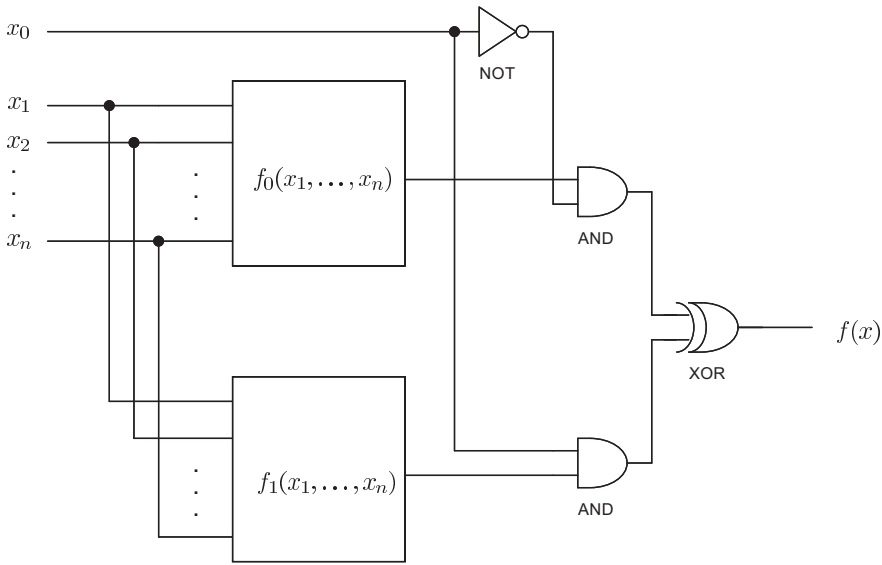 x₀
NOT
x₁
x₂
.
.
.
xₙ
.
.
.
f₀(x₁,...,xₙ)
AND
f(x)
XOR
.
.
.
f₁(x₁,...,xₙ)
AND